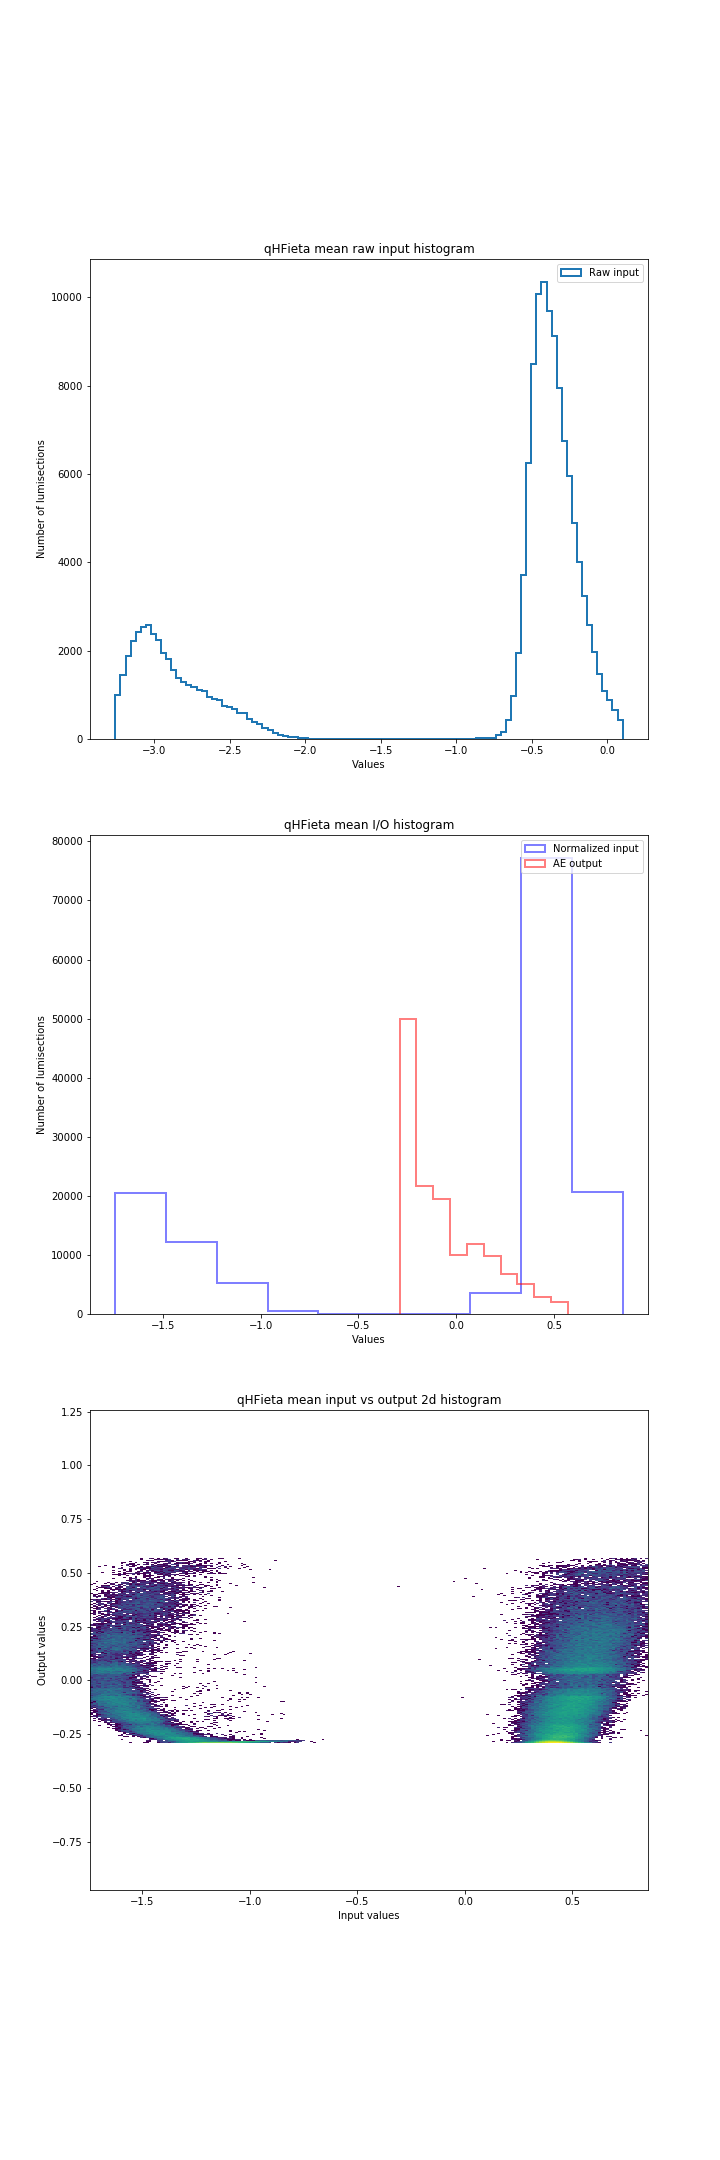 qHFieta mean raw input histogram
Raw input
10000
8000
6000
4000
2000
0
Number of lumisections
−3.0 −2.5 −2.0 −1.5 −1.0 −0.5 0.0
Values
qHFieta mean I/O histogram
Normalized input
AE output
80000
70000
60000
50000
40000
30000
20000
10000
0
Number of lumisections
−1.5 −1.0 −0.5 0.0 0.5
Values
qHFieta mean input vs output 2d histogram
1.25
1.00
0.75
0.50
0.25
0.00
−0.25
−0.50
−0.75
Output values
−1.5 −1.0 −0.5 0.0 0.5
Input values